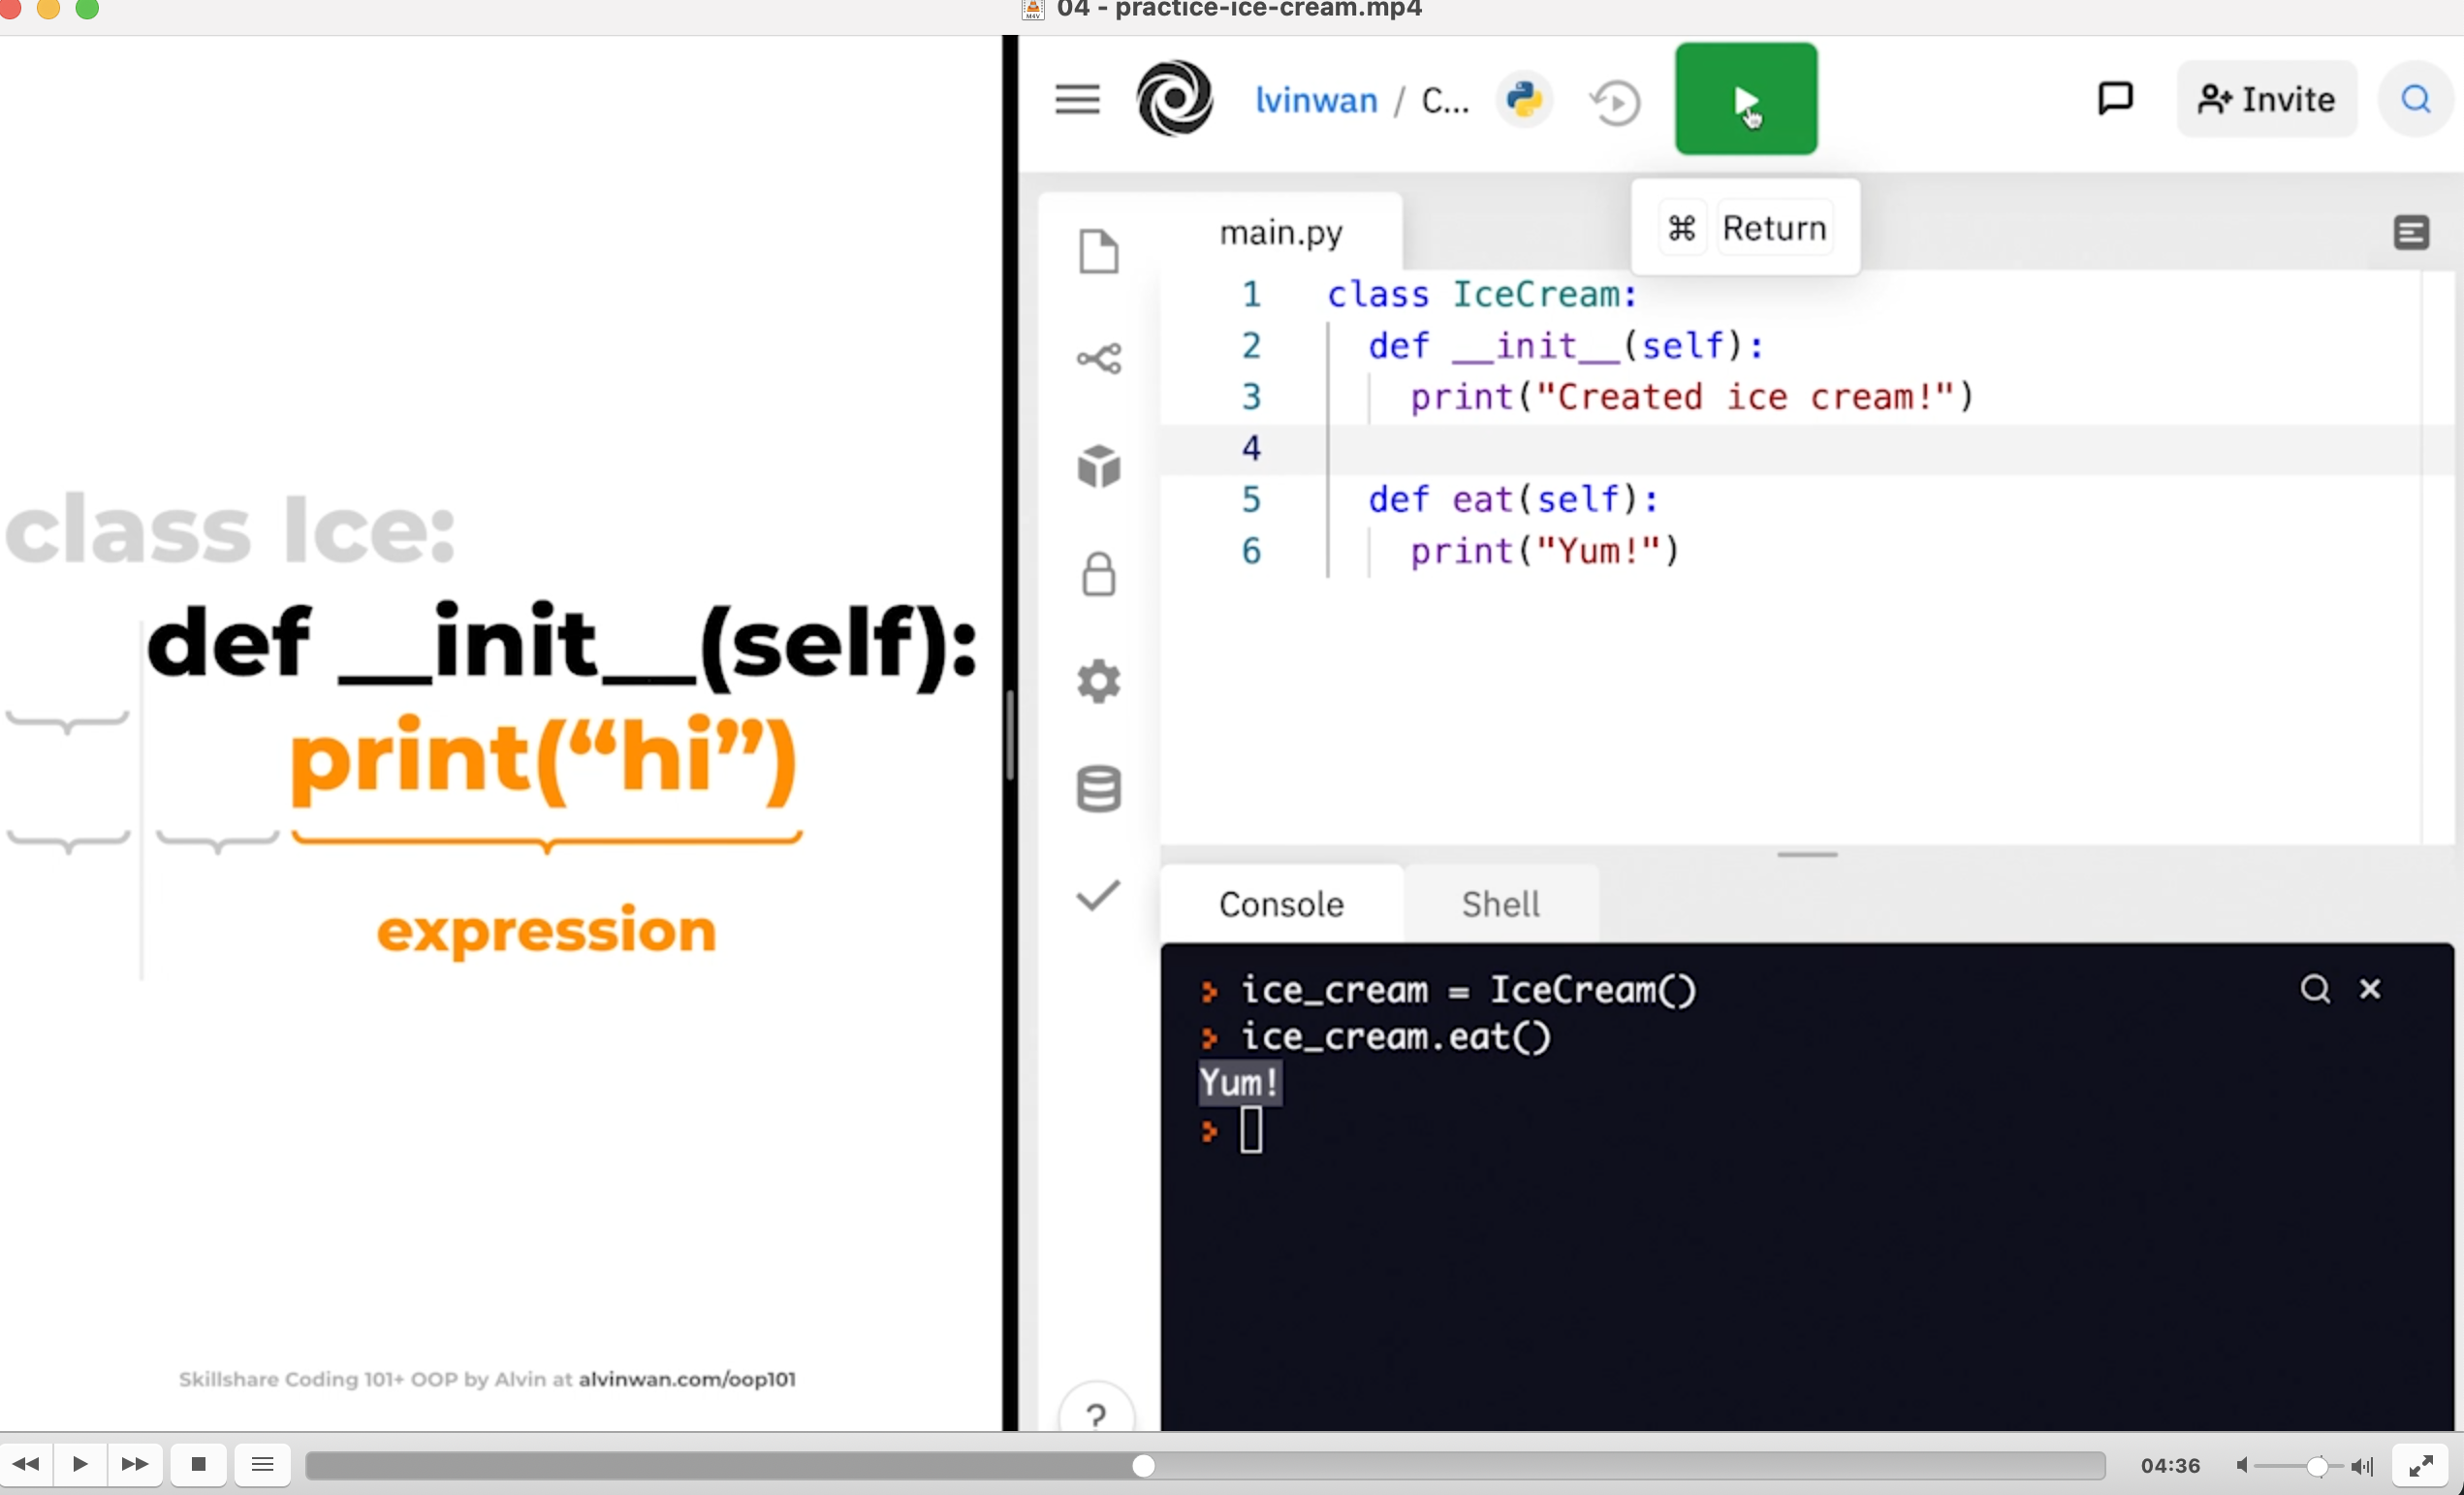 04 - practice-ice-cream.mp4
class Ice:
def __init__(self):
print(“hi”)
expression
Skillshare Coding 101+ OOP by Alvin at alvinwan.com/oop101
lvinwan / C... Invite
⌘ Return
main.py
1 class IceCream:
2 def __init__(self):
3 print("Created ice cream!")
4
5 def eat(self):
6 print("Yum!")
Console Shell
> ice_cream = IceCream()
> ice_cream.eat()
Yum!
>
?
04:36